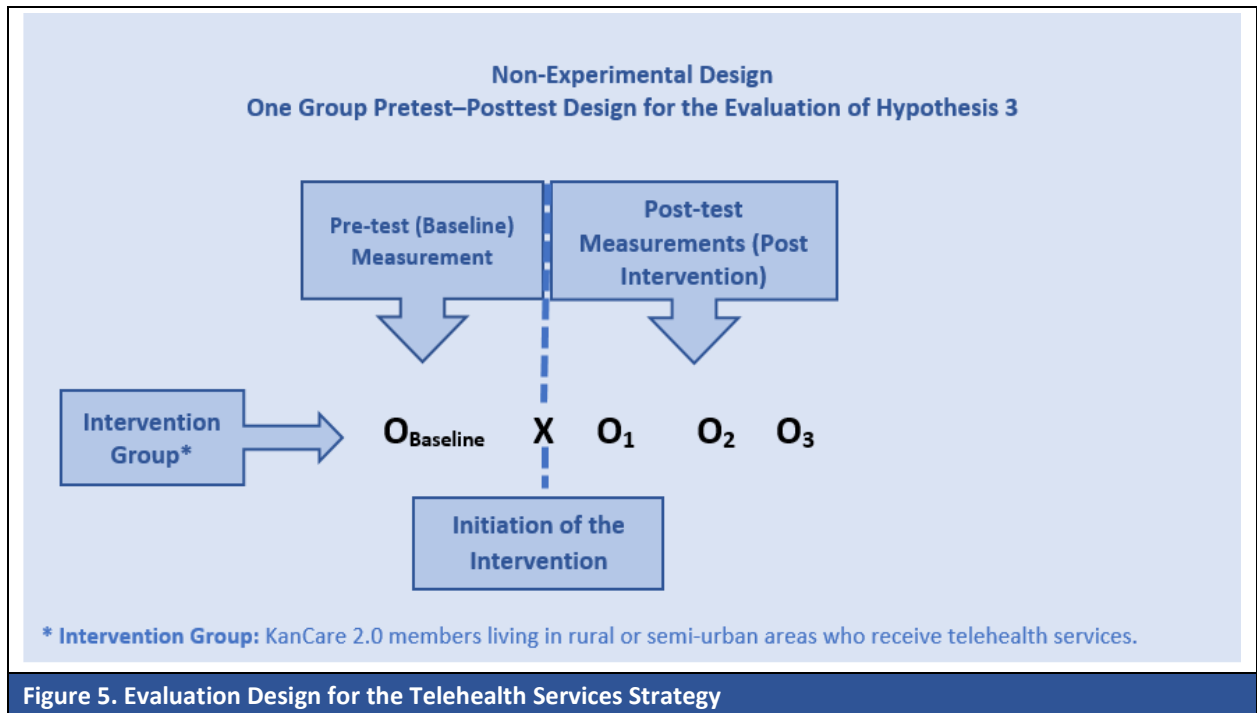 Non-Experimental Design
One Group Pretest–Posttest Design for the Evaluation of Hypothesis 3
Pre-test (Baseline)
Measurement
Post-test
Measurements (Post
Intervention)
Intervention
Group*
OBaseline X O1 O2 O3
Initiation of the
Intervention
* Intervention Group: KanCare 2.0 members living in rural or semi-urban areas who receive telehealth services.
Figure 5. Evaluation Design for the Telehealth Services Strategy